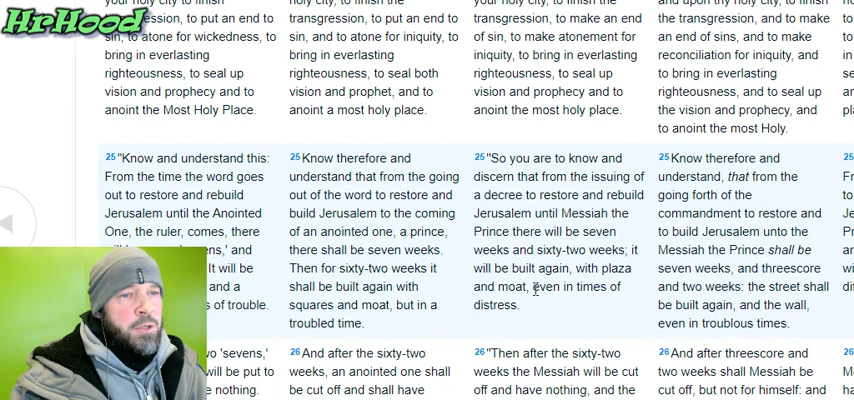 HrHood
your holy city to finish
transgression, to put an end to
sin, to atone for wickedness, to
bring in everlasting
righteousness, to seal up
vision and prophecy and to
anoint the Most Holy Place.
25 "Know and understand this:
From the time the word goes
out to restore and rebuild
Jerusalem until the Anointed
One, the ruler, comes, there
'sevens,' and
It will be
and a
s of trouble.
'sevens,'
will be put to
nothing.
holy city, to finish the
transgression, to put an end to
sin, and to atone for iniquity, to
bring in everlasting
righteousness, to seal both
vision and prophet, and to
anoint a most holy place.
25 Know therefore and
understand that from the going
out of the word to restore and
build Jerusalem to the coming
of an anointed one, a prince,
there shall be seven weeks.
Then for sixty-two weeks it
shall be built again with
squares and moat, but in a
troubled time.
26 And after the sixty-two
weeks, an anointed one shall
be cut off and shall have
your holy city, to finish the
transgression, to make an end
of sin, to make atonement for
iniquity, to bring in everlasting
righteousness, to seal up
vision and prophecy and to
anoint the most holy place.
25 "So you are to know and
discern that from the issuing of
a decree to restore and rebuild
Jerusalem until Messiah the
Prince there will be seven
weeks and sixty-two weeks; it
will be built again, with plaza
and moat, even in times of
distress.
26 "Then after the sixty-two
weeks the Messiah will be cut
off and have nothing, and the
and upon thy holy city, to finish
the transgression, and to make
an end of sins, and to make
reconciliation for iniquity, and
to bring in everlasting
righteousness, and to seal up
the vision and prophecy, and
to anoint the most Holy.
25 Know therefore and
understand, that from the
going forth of the
commandment to restore and
to build Jerusalem unto the
Messiah the Prince shall be
seven weeks, and threescore
and two weeks: the street shall
be built again, and the wall,
even in troublous times.
26 And after threescore and
two weeks shall Messiah be
cut off, but not for himself: and
25